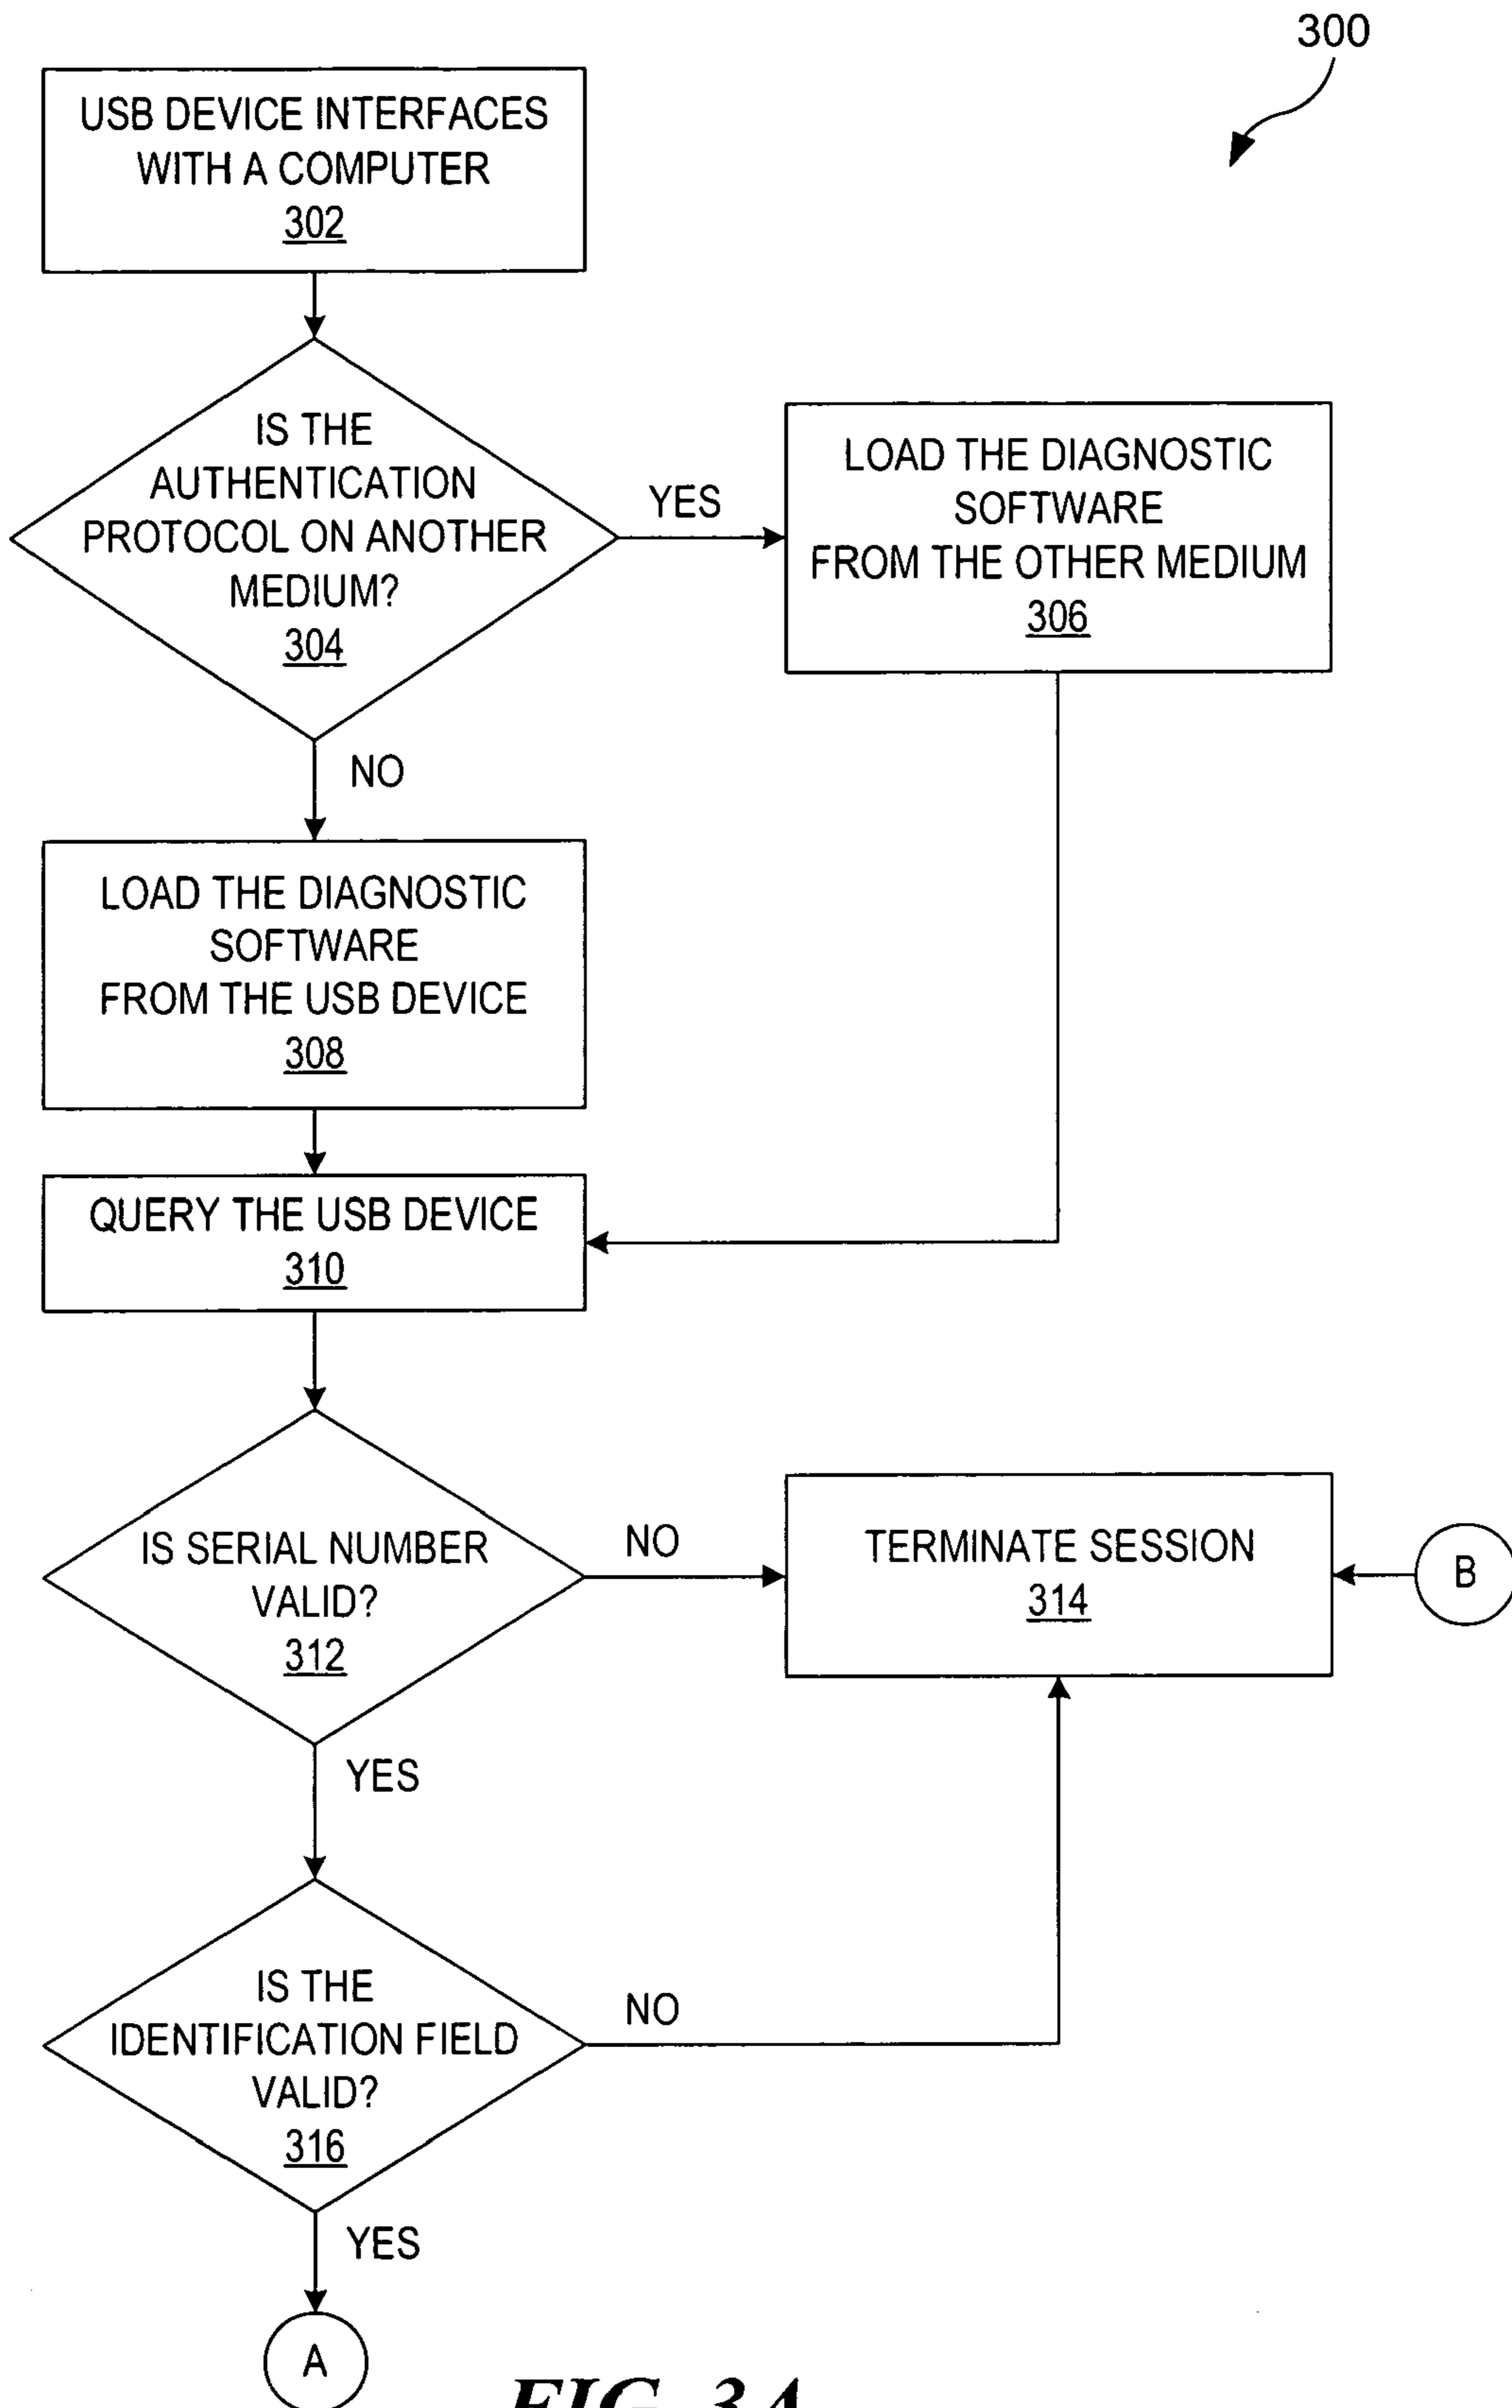 300
USB DEVICE INTERFACES
WITH A COMPUTER
302
IS THE
AUTHENTICATION
PROTOCOL ON ANOTHER
MEDIUM?
304
YES
LOAD THE DIAGNOSTIC
SOFTWARE
FROM THE OTHER MEDIUM
306
NO
LOAD THE DIAGNOSTIC
SOFTWARE
FROM THE USB DEVICE
308
QUERY THE USB DEVICE
310
IS SERIAL NUMBER
VALID?
312
NO
TERMINATE SESSION
314
B
YES
IS THE
IDENTIFICATION FIELD
VALID?
316
NO
YES
A
FIG. 3A